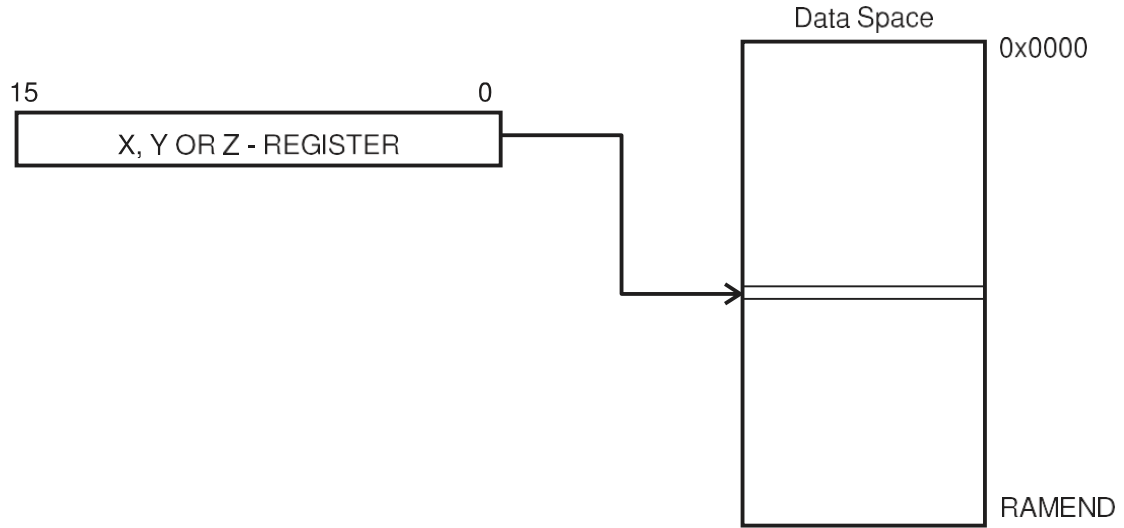 Data Space
0x0000
15
0
X, Y OR Z - REGISTER
RAMEND